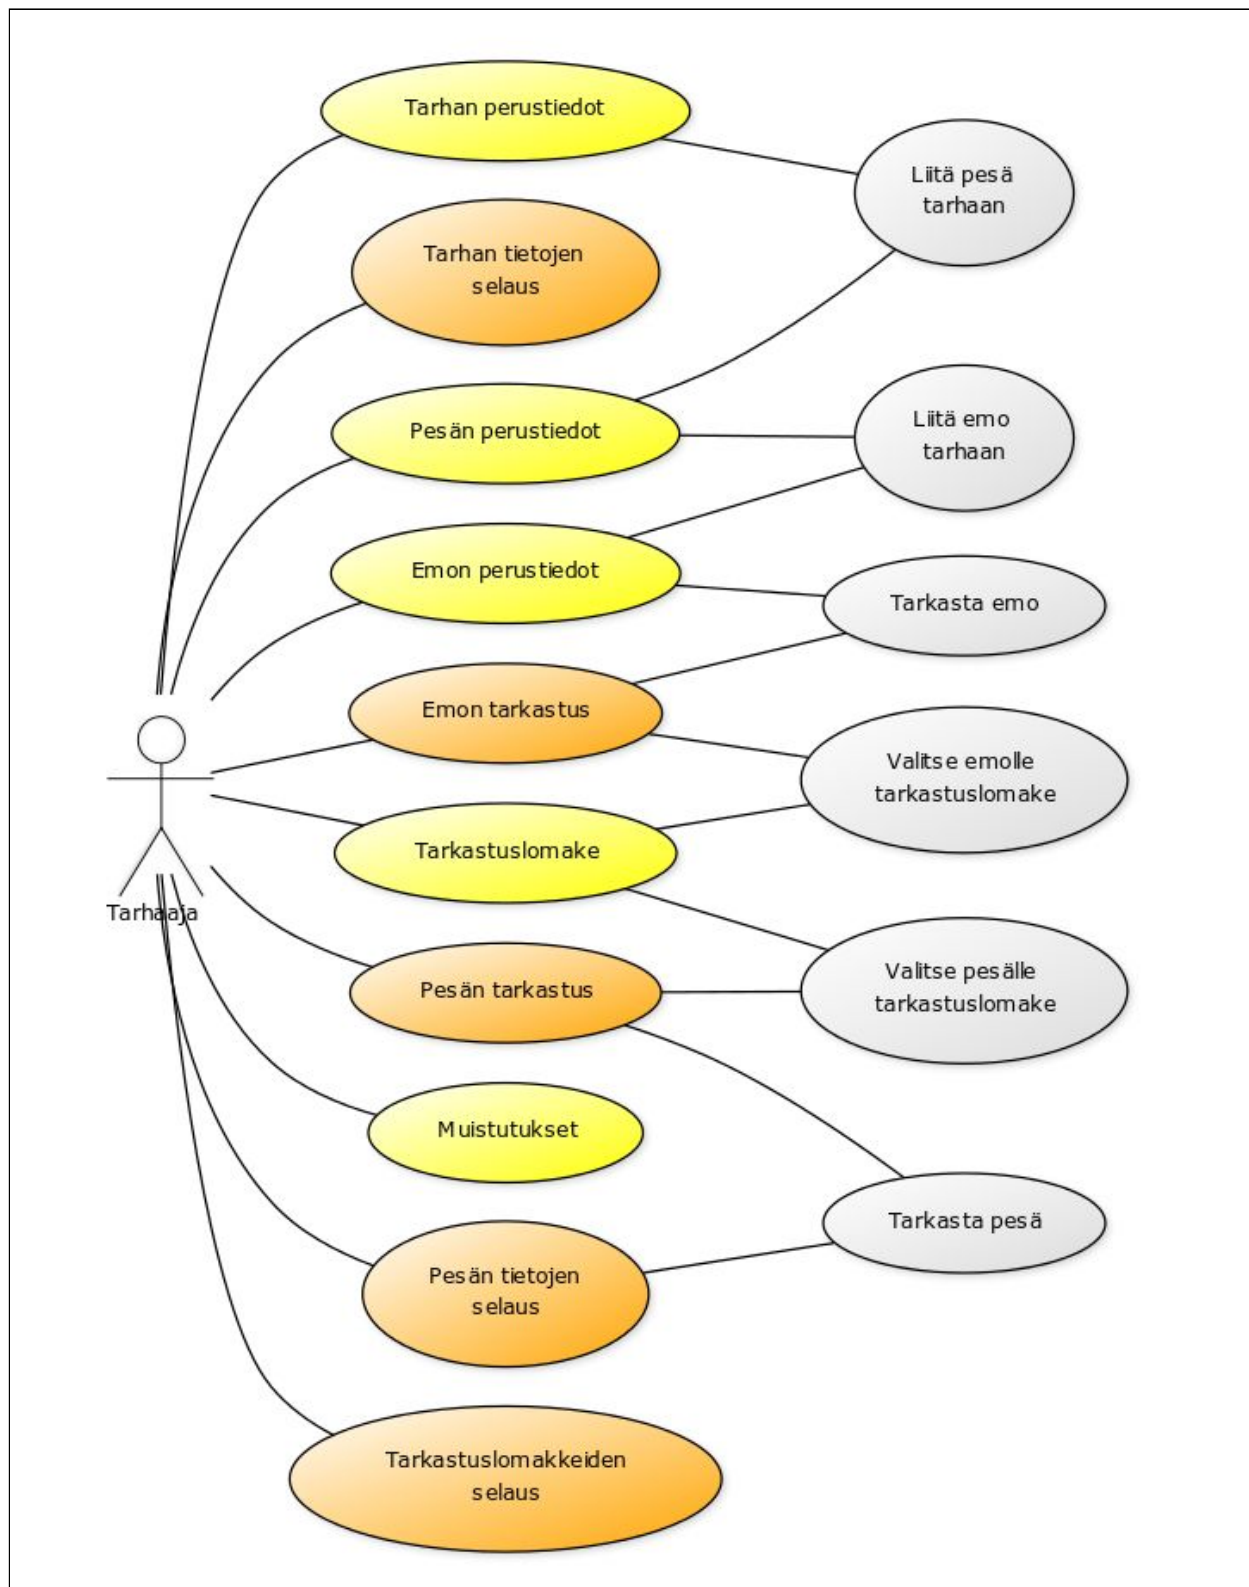 Tarhan perustiedot
Liitä pesä
tarhaan
Tarhan tietojen
selaus
Pesän perustiedot
Liitä emo
tarhaan
Emon perustiedot
Tarkasta emo
Emon tarkastus
Valitse emolle
tarkastuslomake
Tarkastuslomake
Tarhaaja
Valitse pesälle
tarkastuslomake
Pesän tarkastus
Muistutukset
Tarkasta pesä
Pesän tietojen
selaus
Tarkastuslomakkeiden
selaus